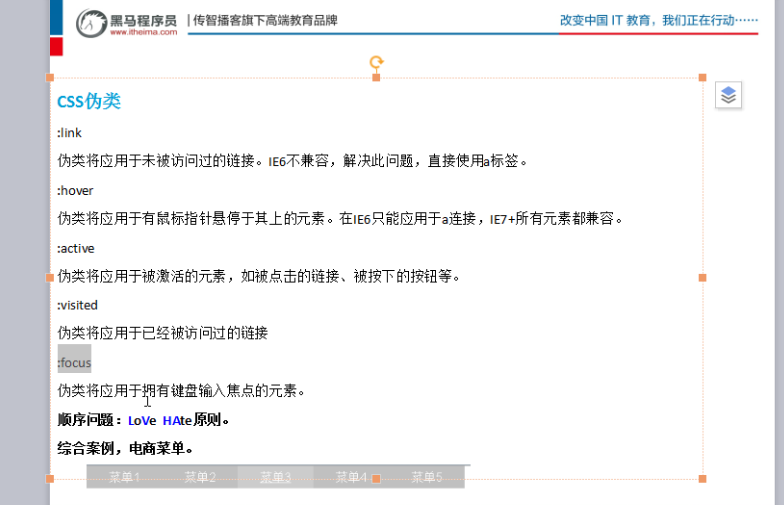 黑马程序员
www.itheima.com
传智播客旗下高端教育品牌
改变中国 IT 教育，我们正在行动……
CSS伪类
:link
伪类将应用于未被访问过的链接。IE6不兼容，解决此问题，直接使用a标签。
:hover
伪类将应用于有鼠标指针悬停于其上的元素。在IE6只能应用于a连接，IE7+所有元素都兼容。
:active
伪类将应用于被激活的元素，如被点击的链接、被按下的按钮等。
:visited
伪类将应用于已经被访问过的链接
:focus
伪类将应用于拥有键盘输入焦点的元素。
顺序问题：LoVe HAte原则。
综合案例，电商菜单。
菜单1 菜单2 菜单3 菜单4 菜单5